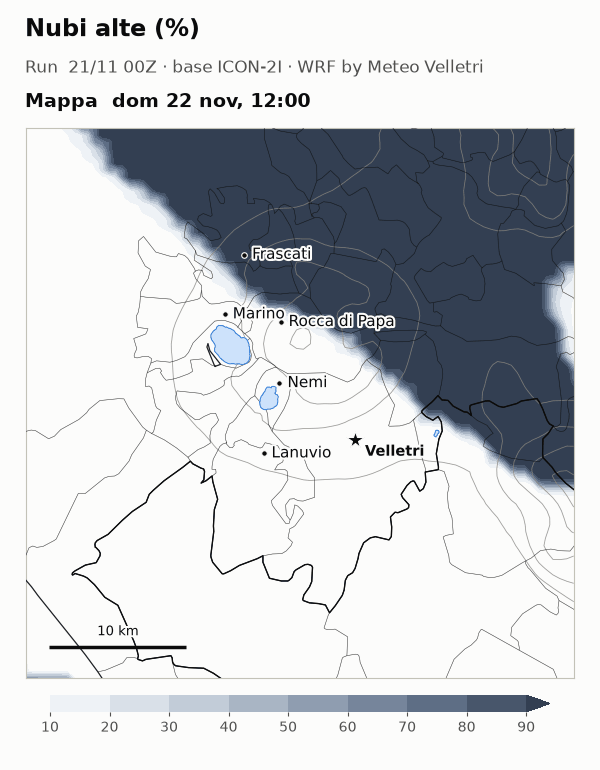 Nubi alte (%)
Run  21/11 00Z · base ICON-2I · WRF by Meteo Velletri
Mappa  dom 22 nov, 12:00
Frascati
Marino
Rocca di Papa
Nemi
Velletri
Lanuvio
10 km
10 20 30 40 50 60 70 80 90